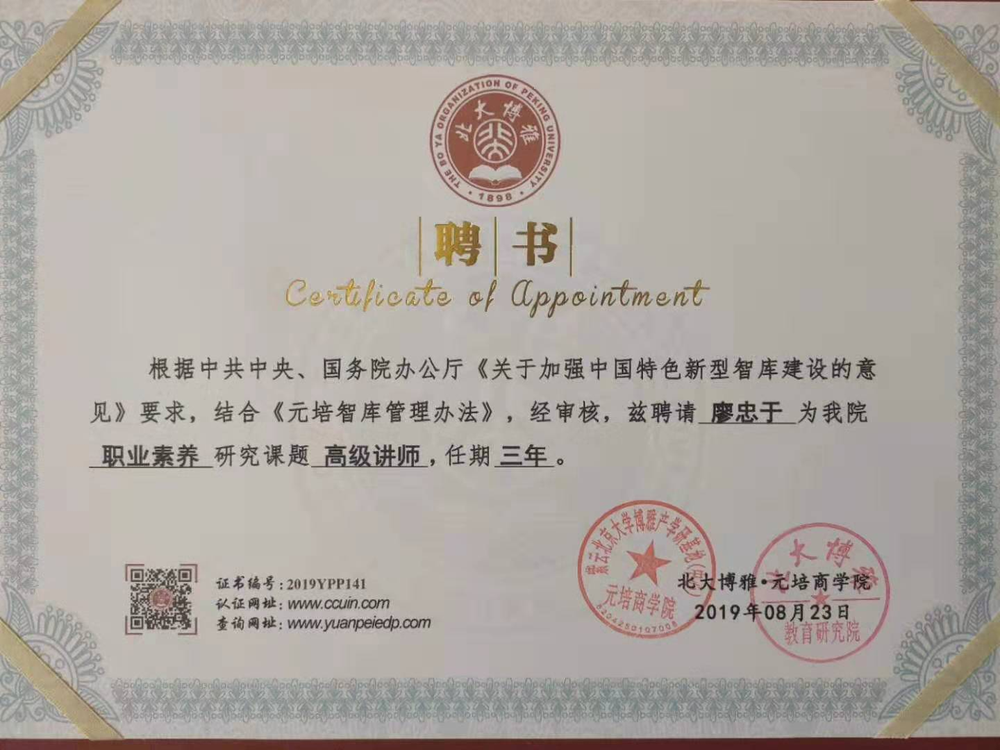 THE BO YA ORGANIZATION OF PEKING UNIVERSITY
北大博雅
1898
聘书
Certificate of Appointment
根据中共中央、国务院办公厅《关于加强中国特色新型智库建设的意
见》要求，结合《元培智库管理办法》，经审核，兹聘请 廖忠于 为我院
职业素养 研究课题 高级讲师，任期 三年。
证书编号：2019YPP141
认证网址：www.ccuin.com
查询网址：www.yuanpeiedp.com
北大博雅·元培商学院
2019年08月23日
云北京大学博雅产学研基地
元培商学院
6204250107008
北大博雅
教育研究院